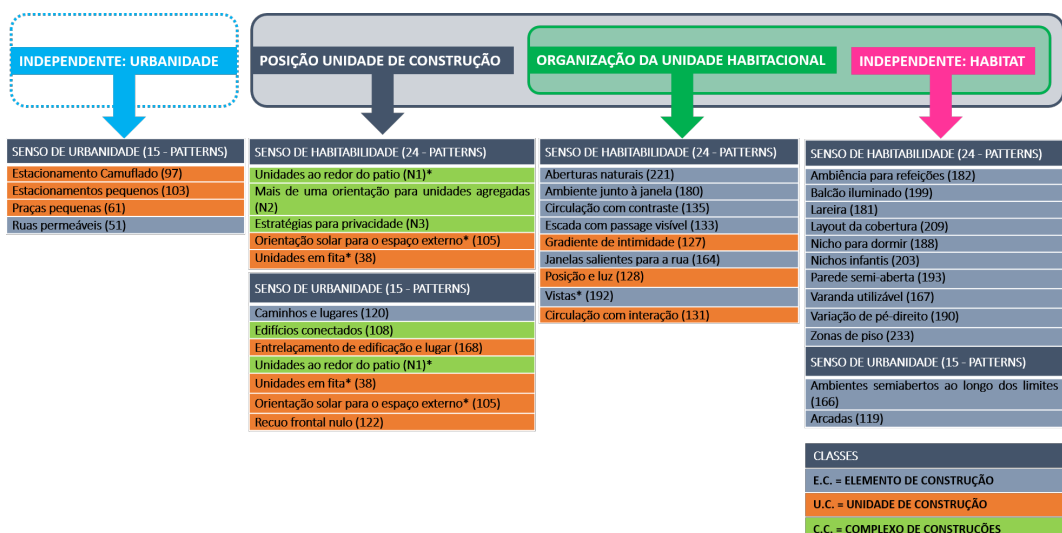 INDEPENDENTE: URBANIDADE
POSIÇÃO UNIDADE DE CONSTRUÇÃO
ORGANIZAÇÃO DA UNIDADE HABITACIONAL
INDEPENDENTE: HABITAT
SENSO DE URBANIDADE (15 - PATTERNS)
Estacionamento Camuflado (97)
Estacionamentos pequenos (103)
Praças pequenas (61)
Ruas permeáveis (51)
SENSO DE HABITABILIDADE (24 - PATTERNS)
Unidades ao redor do patio (N1)*
Mais de uma orientação para unidades agregadas
(N2)
Estratégias para privacidade (N3)
Orientação solar para o espaço externo* (105)
Unidades em fita* (38)
SENSO DE URBANIDADE (15 - PATTERNS)
Caminhos e lugares (120)
Edifícios conectados (108)
Entrelaçamento de edificação e lugar (168)
Unidades ao redor do patio (N1)*
Unidades em fita* (38)
Orientação solar para o espaço externo* (105)
Recuo frontal nulo (122)
SENSO DE HABITABILIDADE (24 - PATTERNS)
Aberturas naturais (221)
Ambiente junto à janela (180)
Circulação com contraste (135)
Escada com passage visível (133)
Gradiente de intimidade (127)
Janelas salientes para a rua (164)
Posição e luz (128)
Vistas* (192)
Circulação com interação (131)
SENSO DE HABITABILIDADE (24 - PATTERNS)
Ambiência para refeições (182)
Balcão iluminado (199)
Lareira (181)
Layout da cobertura (209)
Nicho para dormir (188)
Nichos infantis (203)
Parede semi-aberta (193)
Varanda utilizável (167)
Variação de pé-direito (190)
Zonas de piso (233)
SENSO DE URBANIDADE (15 - PATTERNS)
Ambientes semiabertos ao longo dos limites
(166)
Arcadas (119)
CLASSES
E.C. = ELEMENTO DE CONSTRUÇÃO
U.C. = UNIDADE DE CONSTRUÇÃO
C.C. = COMPLEXO DE CONSTRUÇÕES